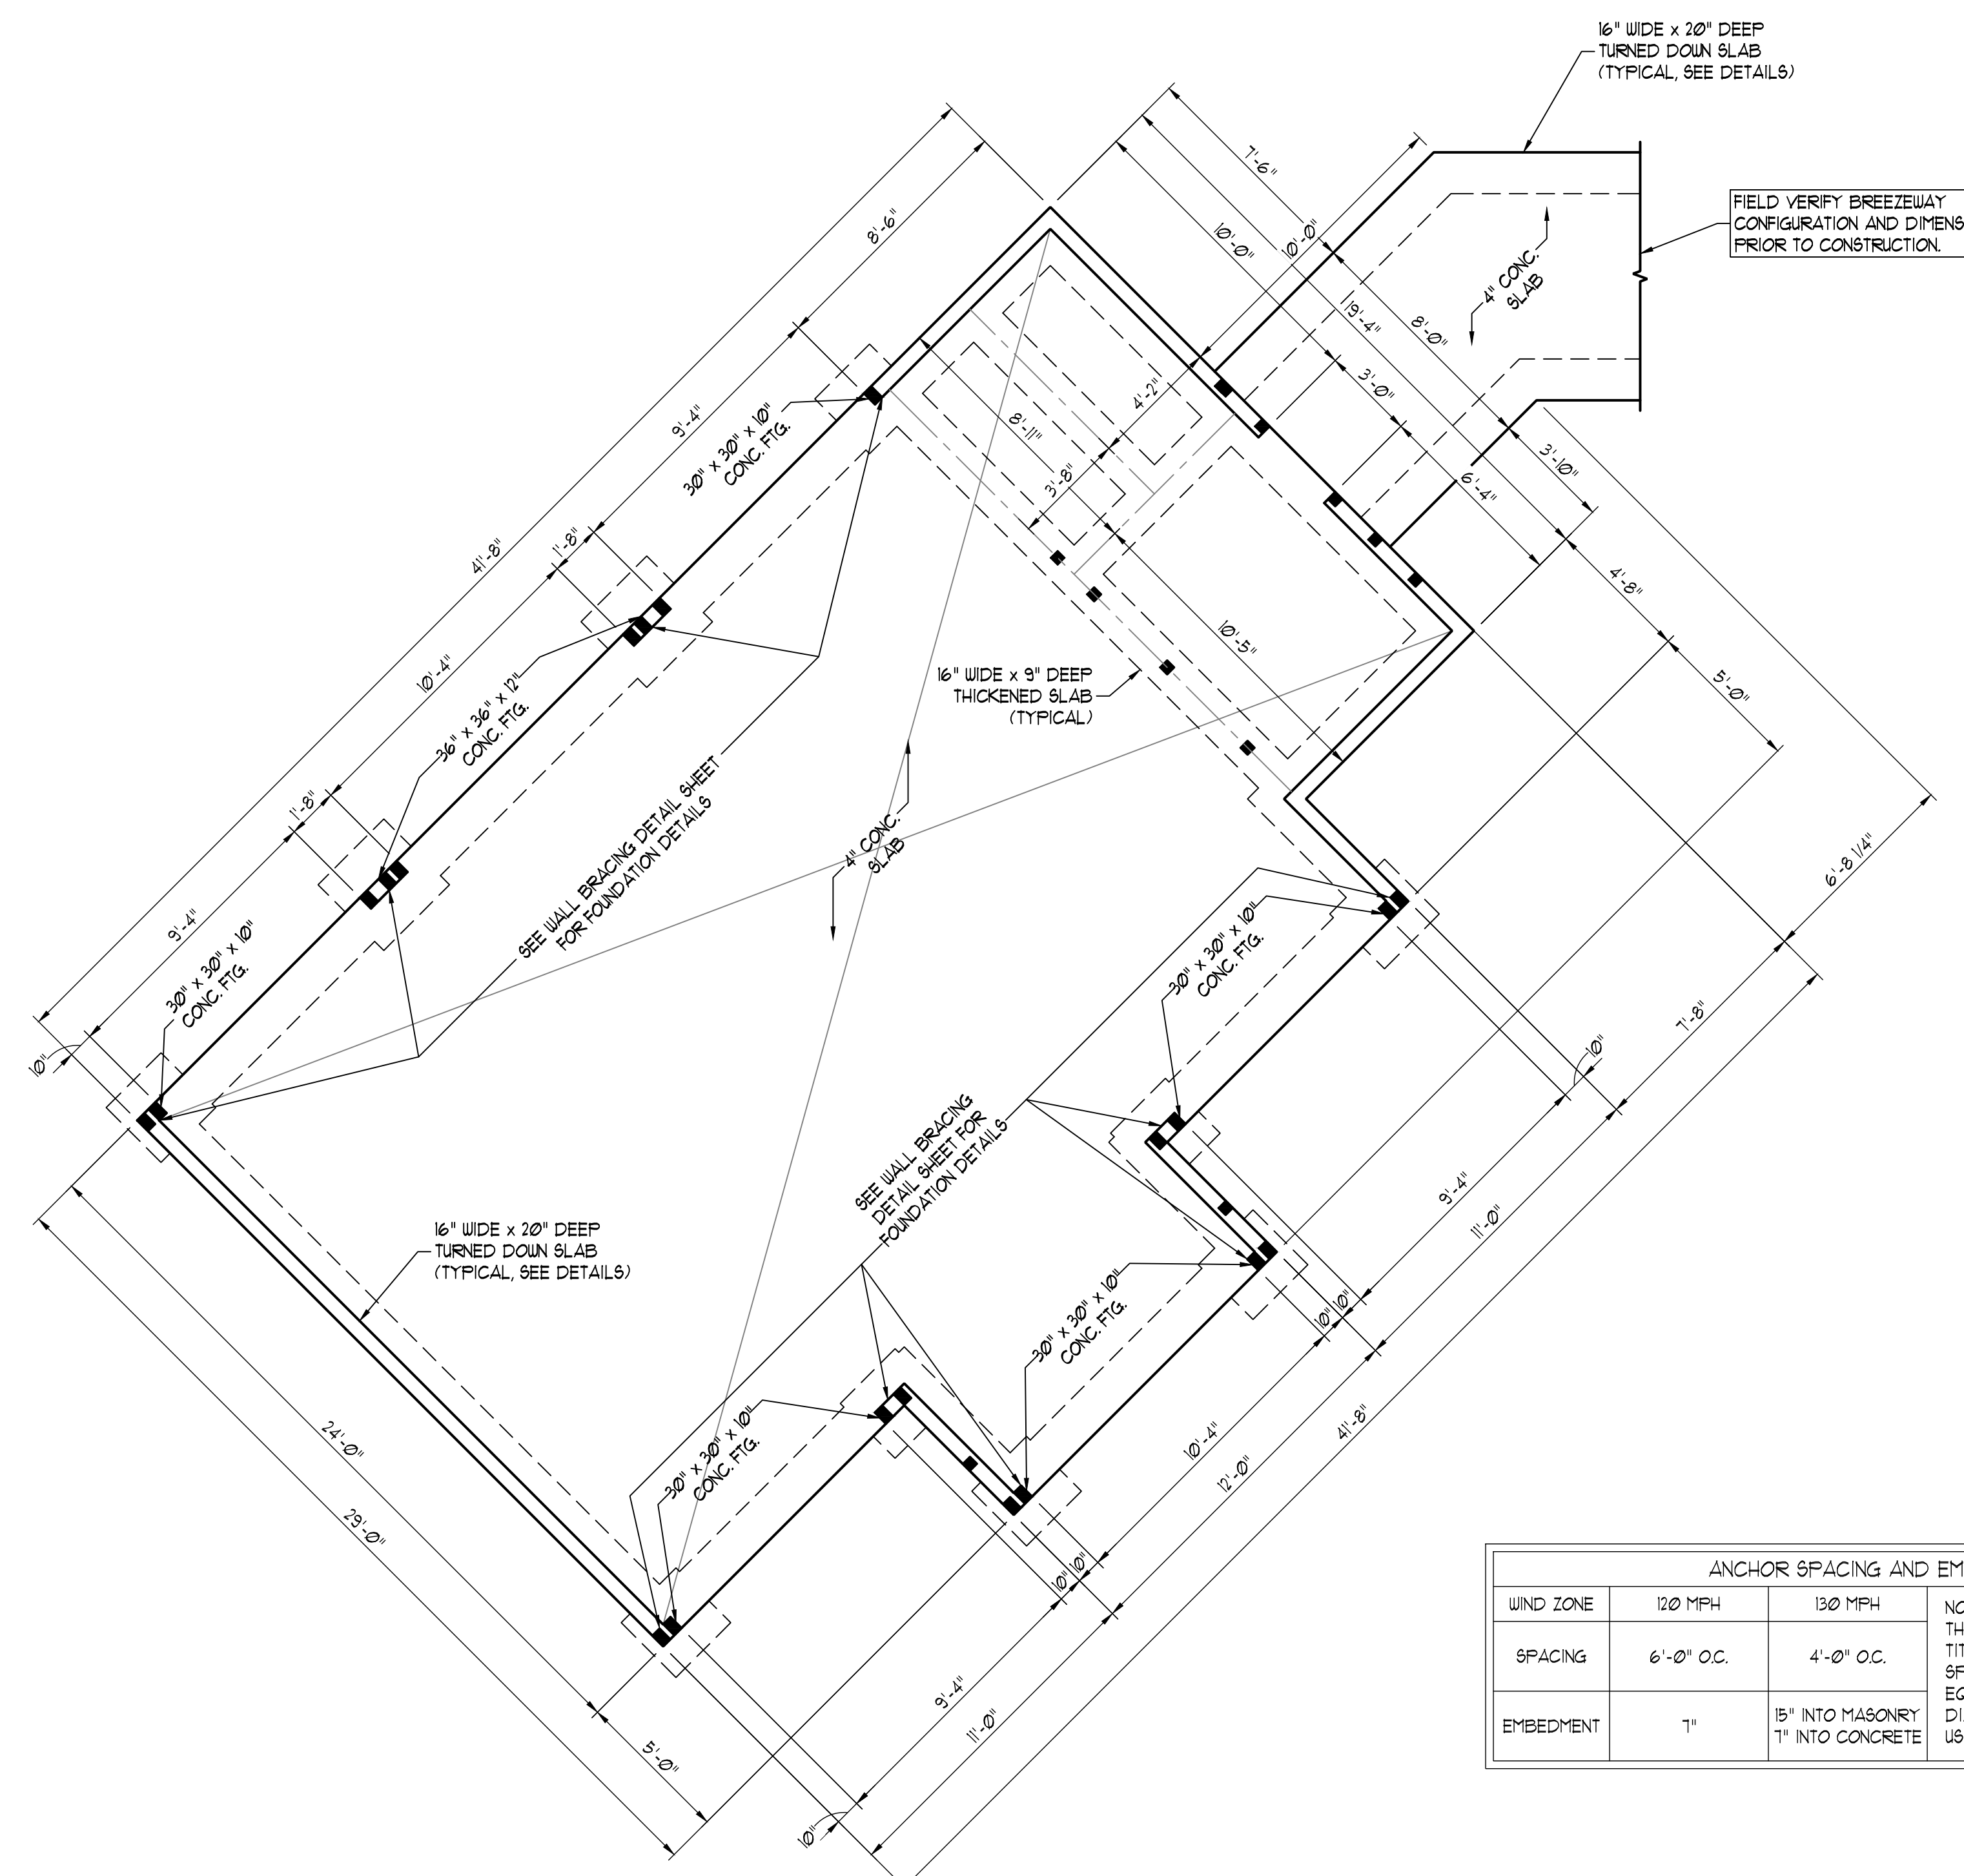 16" WIDE x 20" DEEP
TURNED DOWN SLAB
(TYPICAL, SEE DETAILS)
FIELD VERIFY BREEZEWAY
CONFIGURATION AND DIMENS
PRIOR TO CONSTRUCTION.
7'-6"
10'-0"
10'-0"
19'-4"
8'-0"
4" CONC.
SLAB
3'-0"
6'-4"
3'-10"
8'-6"
9'-4"
1'-8"
10'-4"
1'-8"
9'-4"
10"
41'-8"
30" x 30" x 10"
CONC. FTG.
8'-11"
4'-2"
3'-8"
10'-5"
4'-8"
5'-0"
6'-8 1/4"
7'-8"
36" x 36" x 12"
CONC. FTG.
16" WIDE x 9" DEEP
THICKENED SLAB
(TYPICAL)
SEE WALL BRACING DETAIL SHEET
FOR FOUNDATION DETAILS
4" CONC.
SLAB
30" x 30" x 10"
CONC. FTG.
30" x 30" x 10"
CONC. FTG.
10"
9'-4"
11'-0"
SEE WALL BRACING
DETAIL SHEET FOR
FOUNDATION DETAILS
16" WIDE x 20" DEEP
TURNED DOWN SLAB
(TYPICAL, SEE DETAILS)
30" x 30" x 10"
CONC. FTG.
10"
10"
10'-4"
12'-0"
41'-8"
30" x 30" x 10"
CONC. FTG.
24'-0"
29'-0"
5'-0"
10"
10"
9'-4"
11'-0"
10"
ANCHOR SPACING AND EM
WIND ZONE
120 MPH
130 MPH
SPACING
6'-0" O.C.
4'-0" O.C.
EMBEDMENT
7"
15" INTO MASONRY
7" INTO CONCRETE
NO
TH
TIT
SP
EQ
DI
US